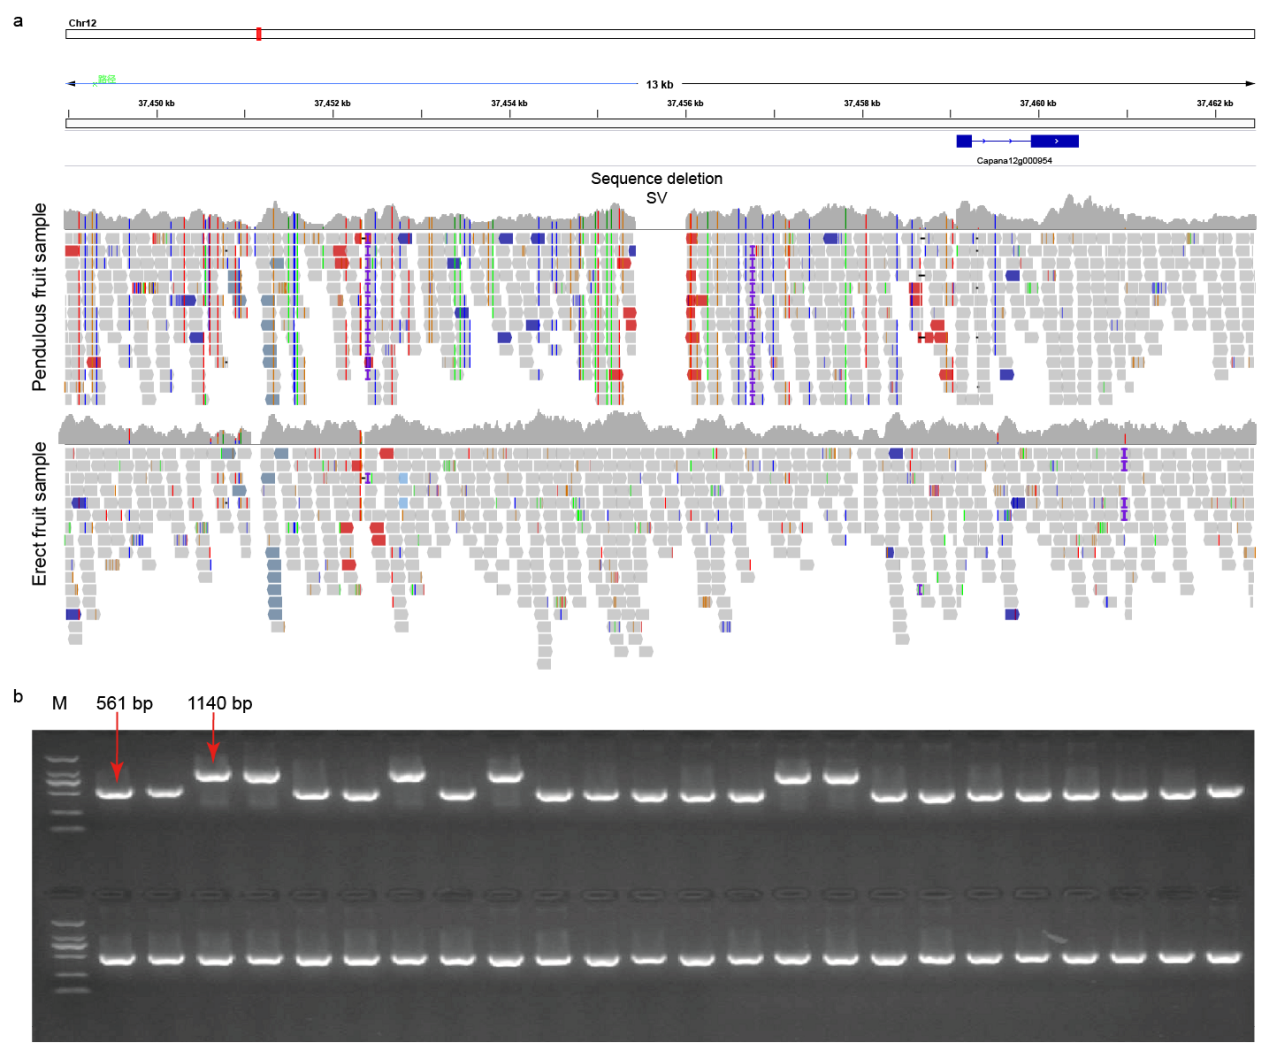 a
Chr12
13 kb
37,450 kb 37,452 kb 37,454 kb 37,456 kb 37,458 kb 37,460 kb 37,462 kb
Capana12g000954
Sequence deletion
SV
Pendulous fruit sample
Erect fruit sample
b
M 561 bp 1140 bp